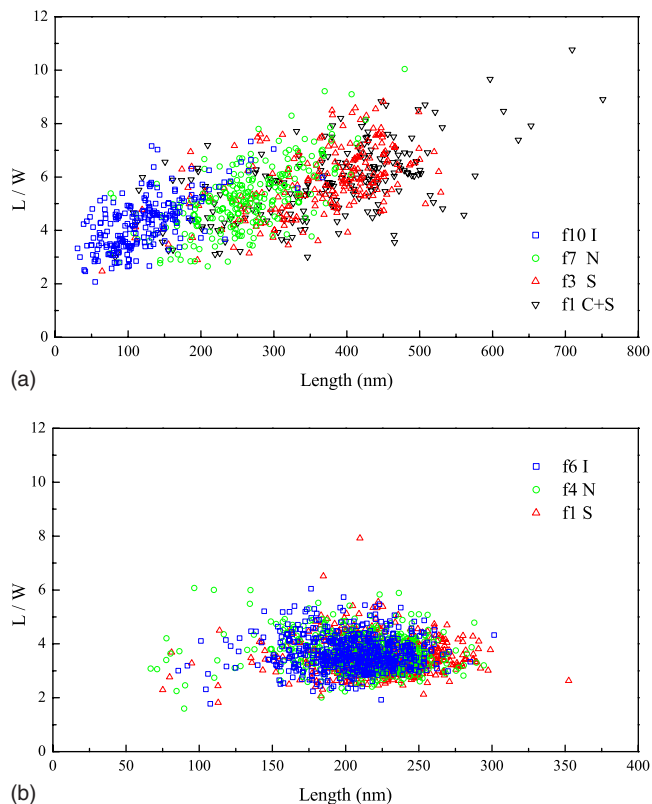 12
10
8
6
4
2
0
L / W
f10 I
f7 N
f3 S
f1 C+S
0 100 200 300 400 500 600 700 800
(a)
Length (nm)
12
10
8
6
4
2
0
L / W
f6 I
f4 N
f1 S
0 50 100 150 200 250 300 350 400
(b)
Length (nm)